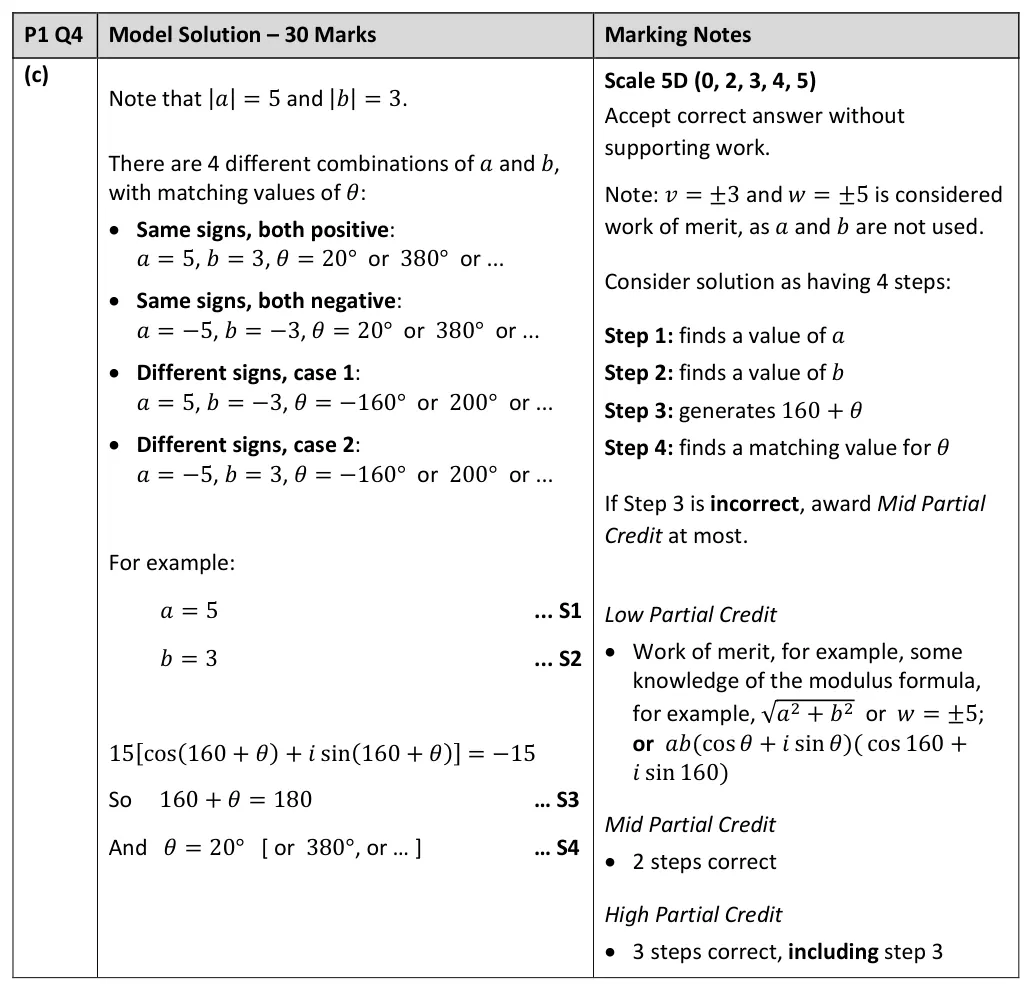 P1 Q4 Model Solution – 30 Marks Marking Notes
(c)
Note that |𝑎| = 5 and |𝑏| = 3.
There are 4 different combinations of 𝑎 and 𝑏,
with matching values of 𝜃:
• Same signs, both positive:
𝑎 = 5, 𝑏 = 3, 𝜃 = 20° or 380° or ...
• Same signs, both negative:
𝑎 = −5, 𝑏 = −3, 𝜃 = 20° or 380° or ...
• Different signs, case 1:
𝑎 = 5, 𝑏 = −3, 𝜃 = −160° or 200° or ...
• Different signs, case 2:
𝑎 = −5, 𝑏 = 3, 𝜃 = −160° or 200° or ...
For example:
𝑎 = 5 ... S1
𝑏 = 3 ... S2
15[cos(160 + 𝜃) + 𝑖 sin(160 + 𝜃)] = −15
So 160 + 𝜃 = 180 ... S3
And 𝜃 = 20° [ or 380°, or ... ] ... S4
Scale 5D (0, 2, 3, 4, 5)
Accept correct answer without
supporting work.
Note: 𝑣 = ±3 and 𝑤 = ±5 is considered
work of merit, as 𝑎 and 𝑏 are not used.
Consider solution as having 4 steps:
Step 1: finds a value of 𝑎
Step 2: finds a value of 𝑏
Step 3: generates 160 + 𝜃
Step 4: finds a matching value for 𝜃
If Step 3 is incorrect, award Mid Partial
Credit at most.
Low Partial Credit
• Work of merit, for example, some
knowledge of the modulus formula,
for example, √(𝑎² + 𝑏²) or 𝑤 = ±5;
or 𝑎𝑏(cos 𝜃 + 𝑖 sin 𝜃)( cos 160 +
𝑖 sin 160)
Mid Partial Credit
• 2 steps correct
High Partial Credit
• 3 steps correct, including step 3